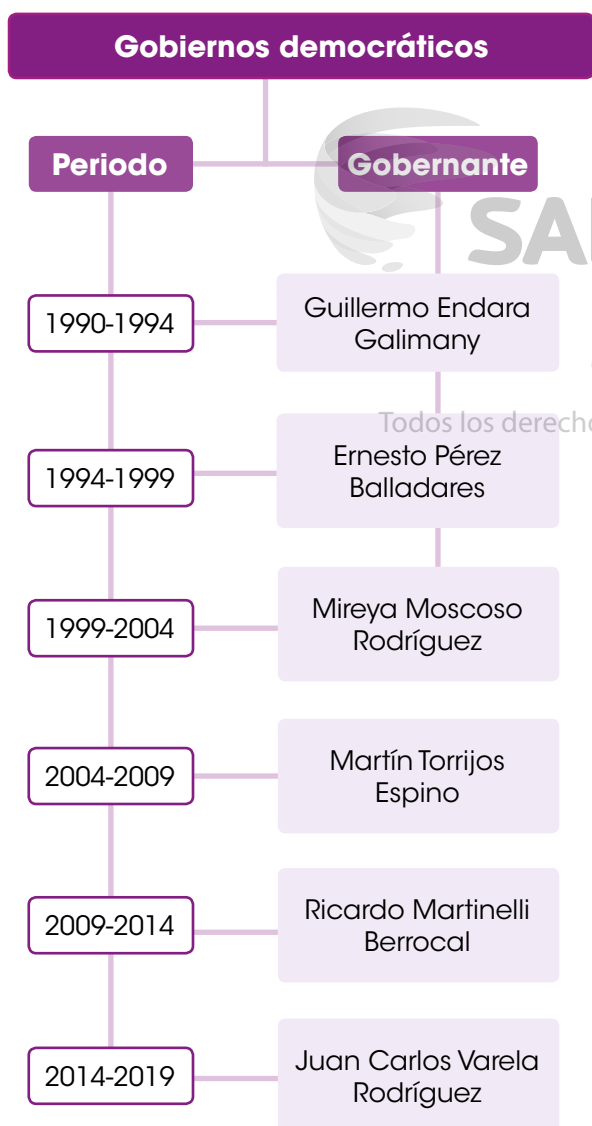 Gobiernos democráticos
Periodo
Gobernante
1990-1994
Guillermo Endara
Galimany
Todos los
1994-1999
Ernesto Pérez
Balladares
1999-2004
Mireya Moscoso
Rodríguez
2004-2009
Martín Torrijos
Espino
2009-2014
Ricardo Martinelli
Berrocal
2014-2019
Juan Carlos Varela
Rodríguez